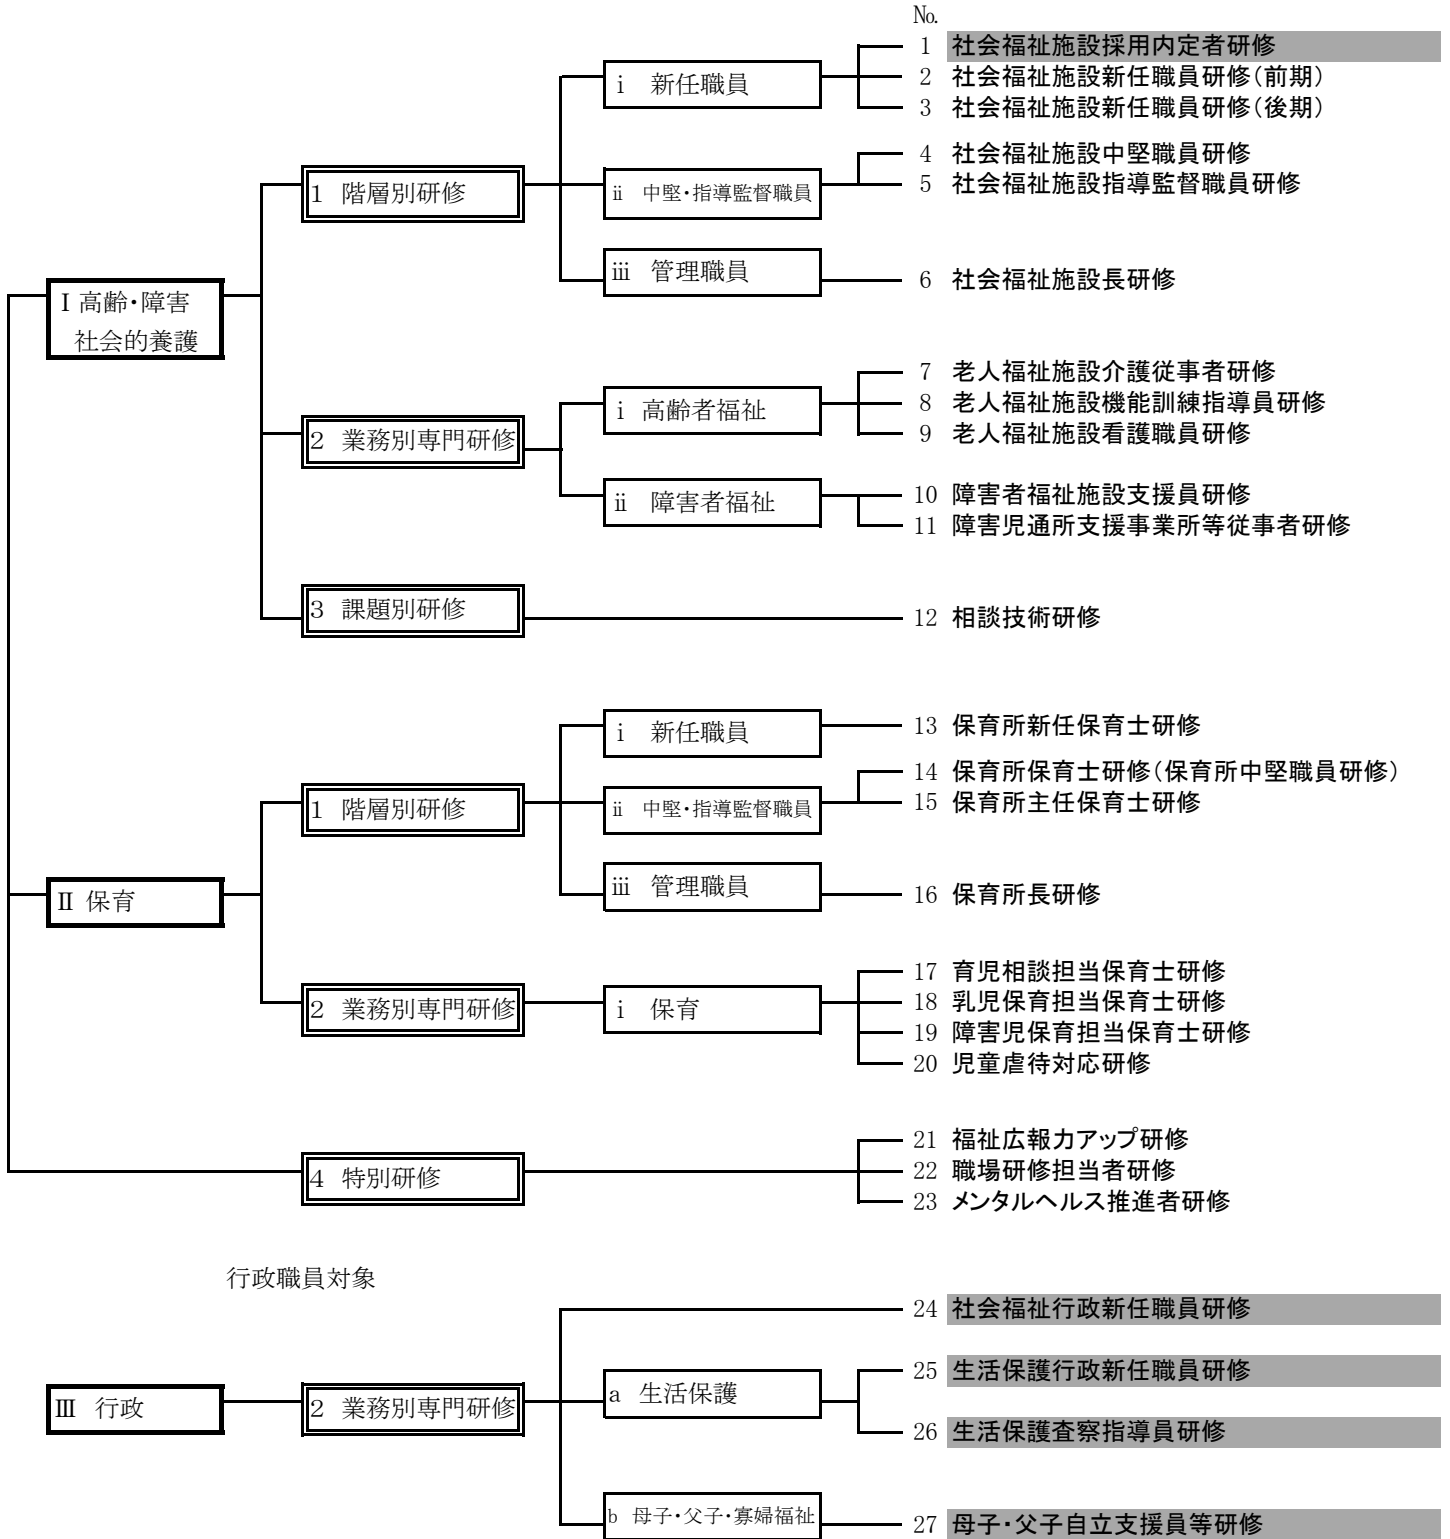 No.
1 社会福祉施設採用内定者研修
ⅰ 新任職員
2 社会福祉施設新任職員研修(前期)
3 社会福祉施設新任職員研修(後期)
4 社会福祉施設中堅職員研修
1 階層別研修
ⅱ 中堅・指導監督職員
5 社会福祉施設指導監督職員研修
ⅲ 管理職員
6 社会福祉施設長研修
Ⅰ 高齢・障害
社会的養護
7 老人福祉施設介護従事者研修
ⅰ 高齢者福祉
8 老人福祉施設機能訓練指導員研修
2 業務別専門研修
9 老人福祉施設看護職員研修
ⅱ 障害者福祉
10 障害者福祉施設支援員研修
11 障害児通所支援事業所等従事者研修
3 課題別研修
12 相談技術研修
ⅰ 新任職員
13 保育所新任保育士研修
14 保育所保育士研修(保育所中堅職員研修)
1 階層別研修
ⅱ 中堅・指導監督職員
15 保育所主任保育士研修
Ⅱ 保育
ⅲ 管理職員
16 保育所長研修
17 育児相談担当保育士研修
2 業務別専門研修
ⅰ 保育
18 乳児保育担当保育士研修
19 障害児保育担当保育士研修
20 児童虐待対応研修
21 福祉広報力アップ研修
4 特別研修
22 職場研修担当者研修
23 メンタルヘルス推進者研修
行政職員対象
24 社会福祉行政新任職員研修
25 生活保護行政新任職員研修
Ⅲ 行政
2 業務別専門研修
a 生活保護
26 生活保護査察指導員研修
b 母子・父子・寡婦福祉
27 母子・父子自立支援員等研修